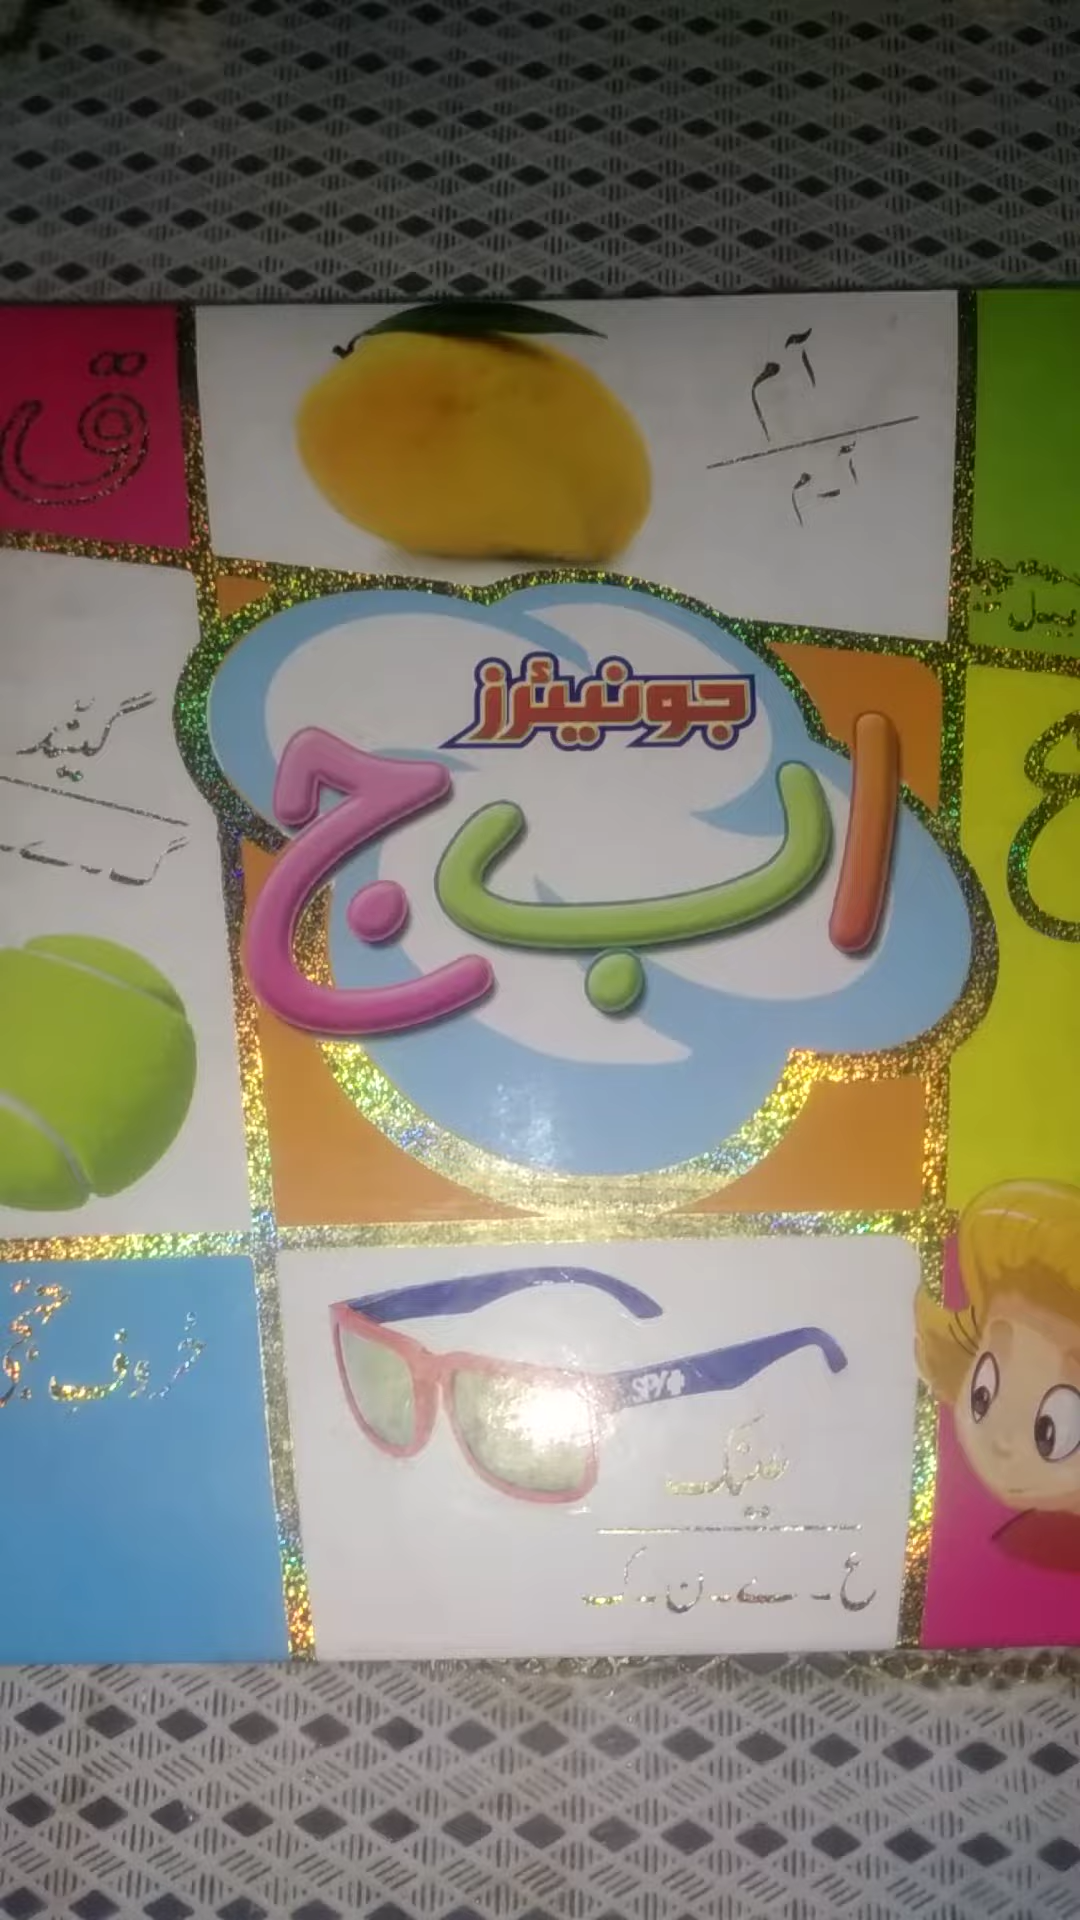 ق
آم
آ۔م
جونیئرز
ا ب ج
گیند
ع
SPY+
عینک
ع۔ے۔ن۔ک